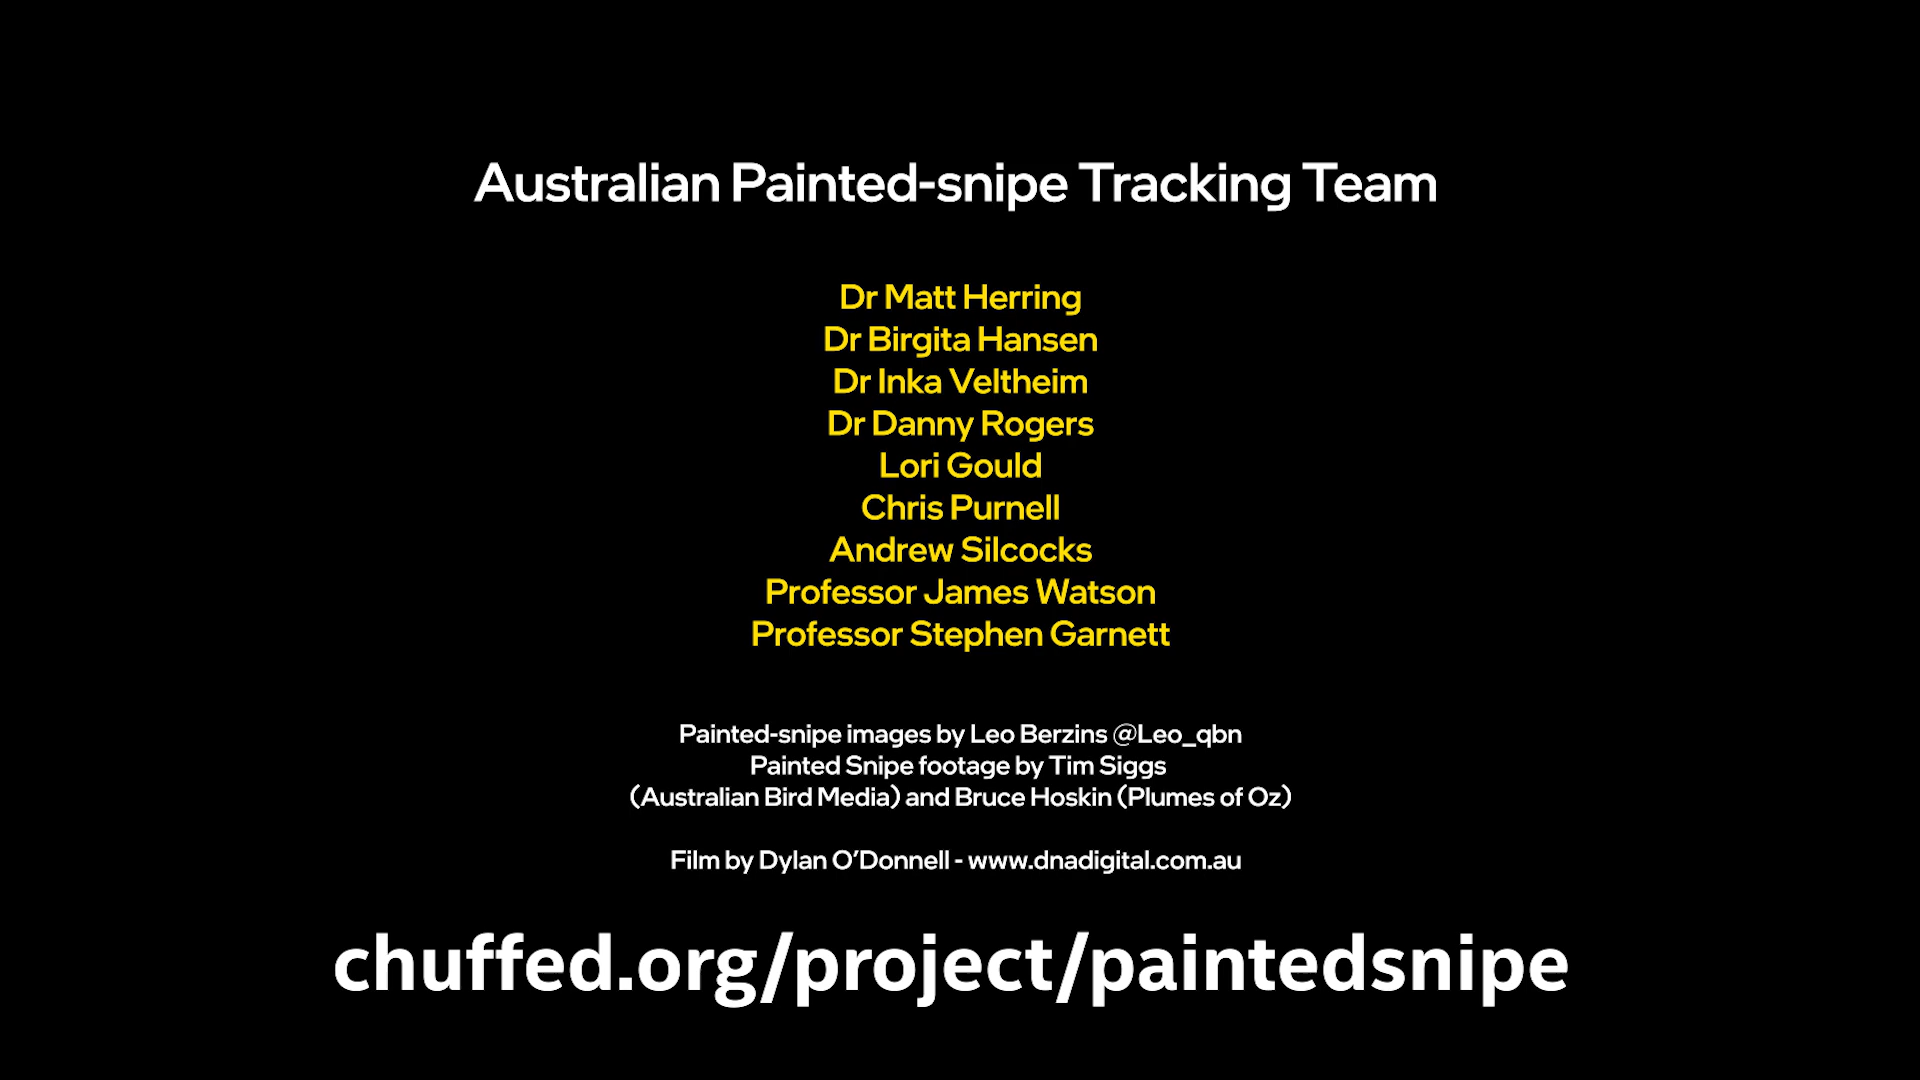 Australian Painted-snipe Tracking Team
Dr Matt Herring
Dr Birgita Hansen
Dr Inka Veltheim
Dr Danny Rogers
Lori Gould
Chris Purnell
Andrew Silcocks
Professor James Watson
Professor Stephen Garnett
Painted-snipe images by Leo Berzins @Leo_qbn
Painted Snipe footage by Tim Siggs
(Australian Bird Media) and Bruce Hoskin (Plumes of Oz)
Film by Dylan O’Donnell - www.dnadigital.com.au
chuffed.org/project/paintedsnipe